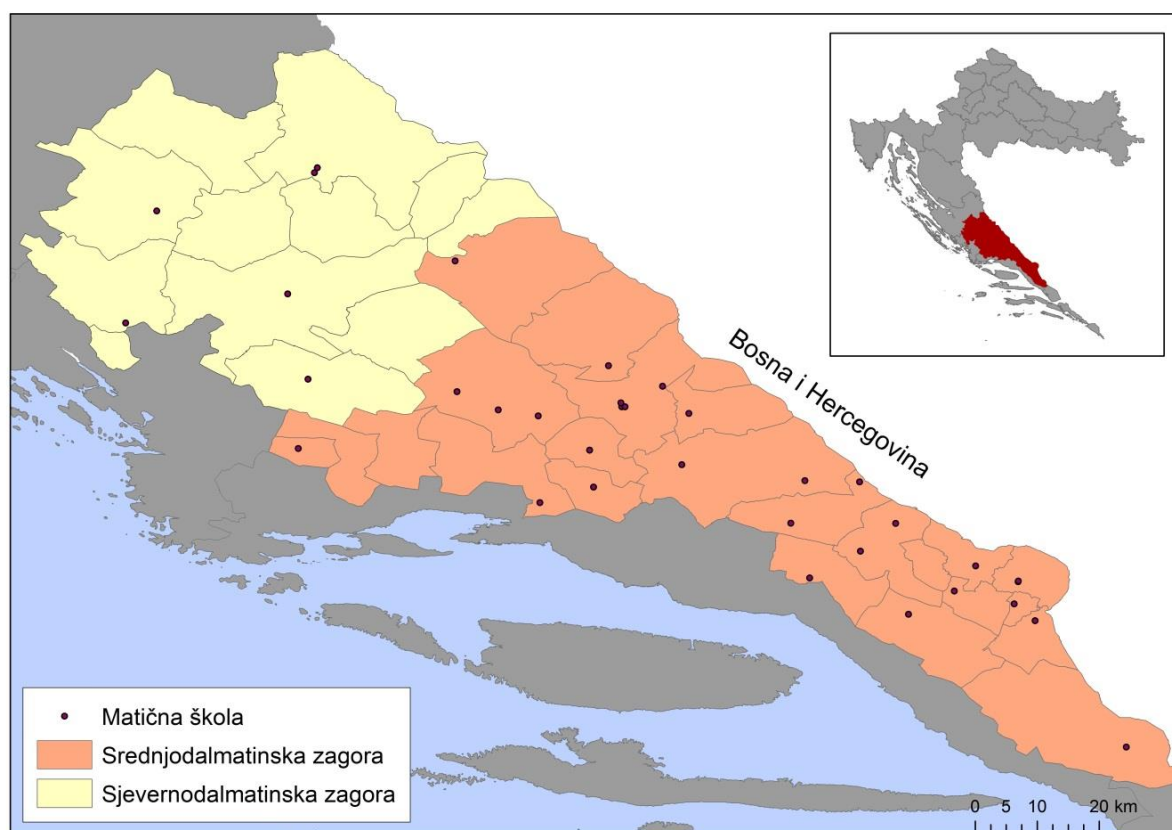 Bosna i Hercegovina
Matična škola
Srednjodalmatinska zagora
Sjevernodalmatinska zagora
0 5 10 20 km